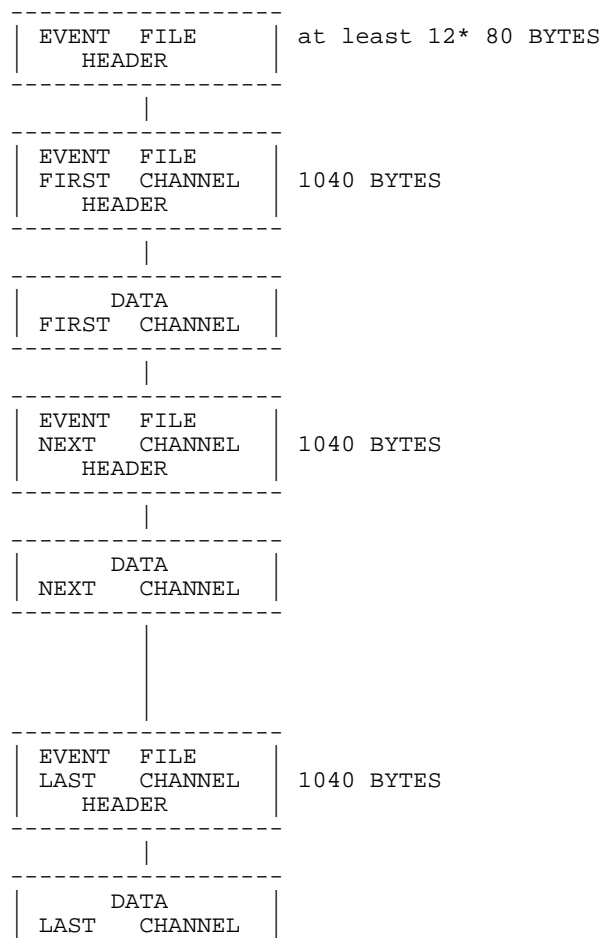 EVENT FILE at least 12* 80 BYTES
HEADER
EVENT FILE
FIRST CHANNEL 1040 BYTES
HEADER
DATA
FIRST CHANNEL
EVENT FILE
NEXT CHANNEL 1040 BYTES
HEADER
DATA
NEXT CHANNEL
EVENT FILE
LAST CHANNEL 1040 BYTES
HEADER
DATA
LAST CHANNEL